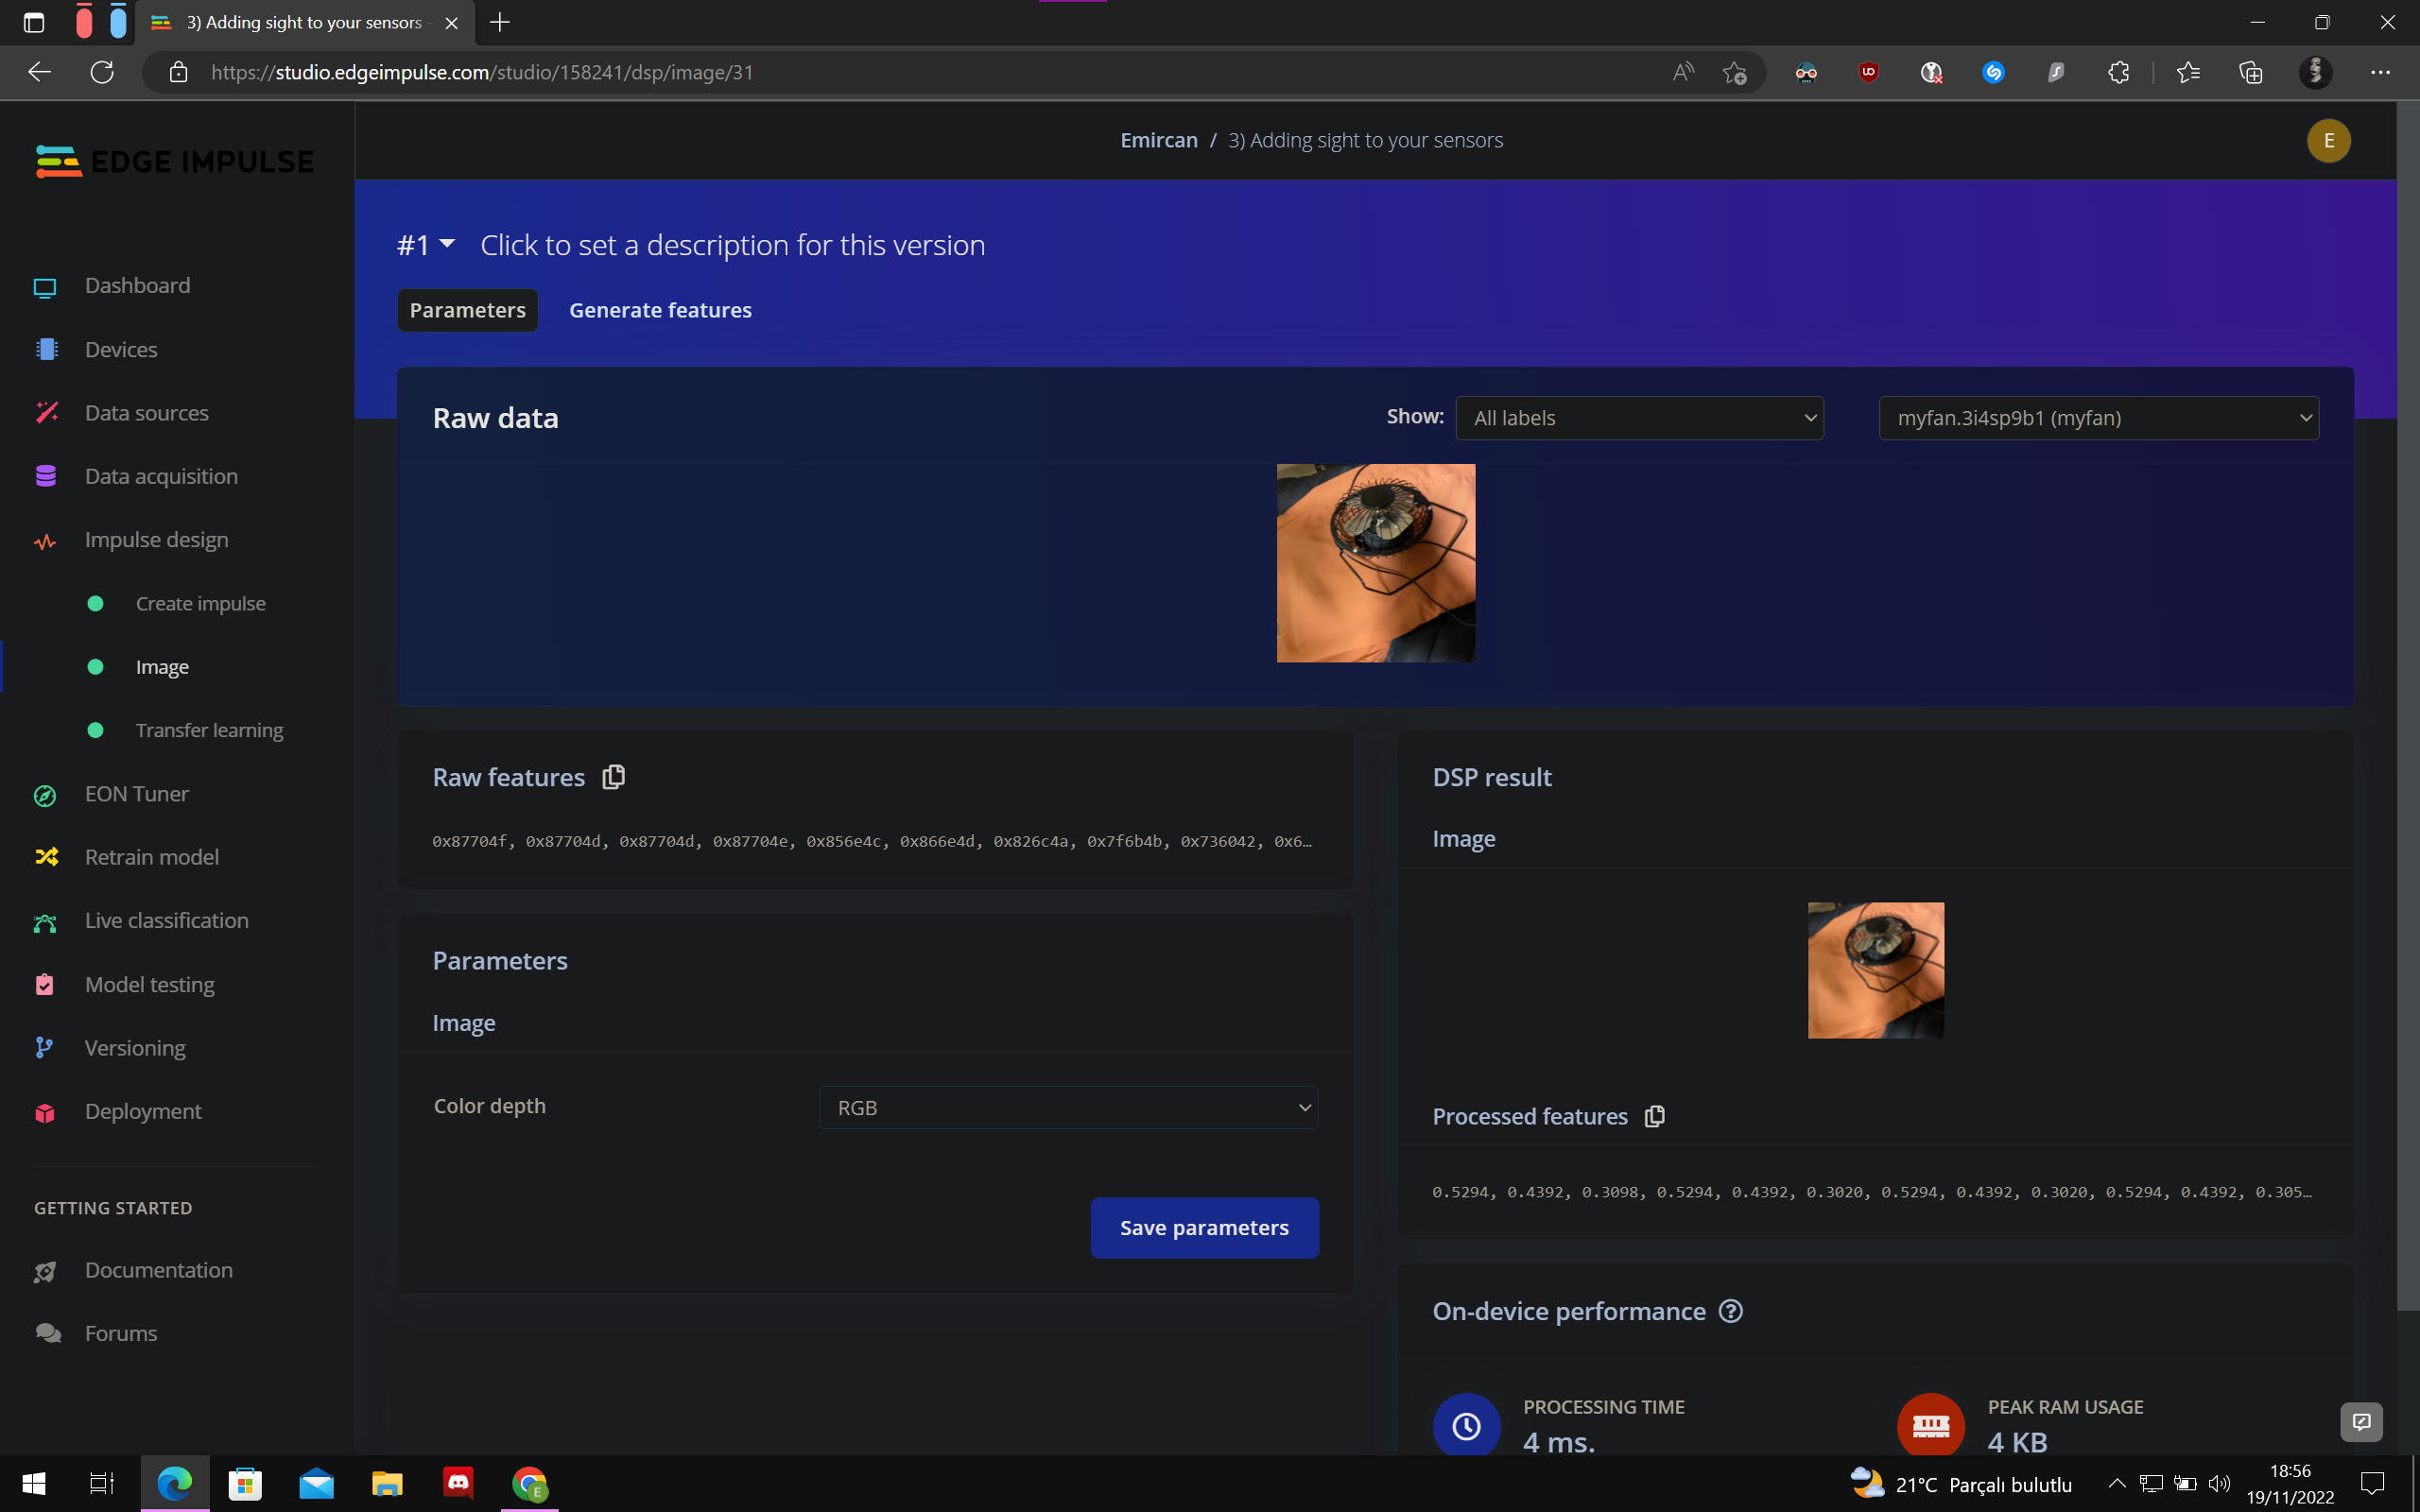 3) Adding sight to your sensors -
https://studio.edgeimpulse.com/studio/158241/dsp/image/31
EDGE IMPULSE
Emircan / 3) Adding sight to your sensors
E
#1 Click to set a description for this version
Parameters Generate features
Raw data
Show: All labels
myfan.3i4sp9b1 (myfan)
Dashboard
Devices
Data sources
Data acquisition
Impulse design
Create impulse
Image
Transfer learning
EON Tuner
Retrain model
Live classification
Model testing
Versioning
Deployment
GETTING STARTED
Documentation
Forums
Raw features
0x87704f, 0x87704d, 0x87704d, 0x87704e, 0x856e4c, 0x866e4d, 0x826c4a, 0x7f6b4b, 0x736042, 0x6…
Parameters
Image
Color depth RGB
Save parameters
DSP result
Image
Processed features
0.5294, 0.4392, 0.3098, 0.5294, 0.4392, 0.3020, 0.5294, 0.4392, 0.3020, 0.5294, 0.4392, 0.305…
On-device performance
PROCESSING TIME
4 ms.
PEAK RAM USAGE
4 KB
E
21°C Parçalı bulutlu
18:56
19/11/2022